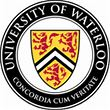 UNIVERSITY OF WATERLOO
CONCORDIA CUM VERITATE